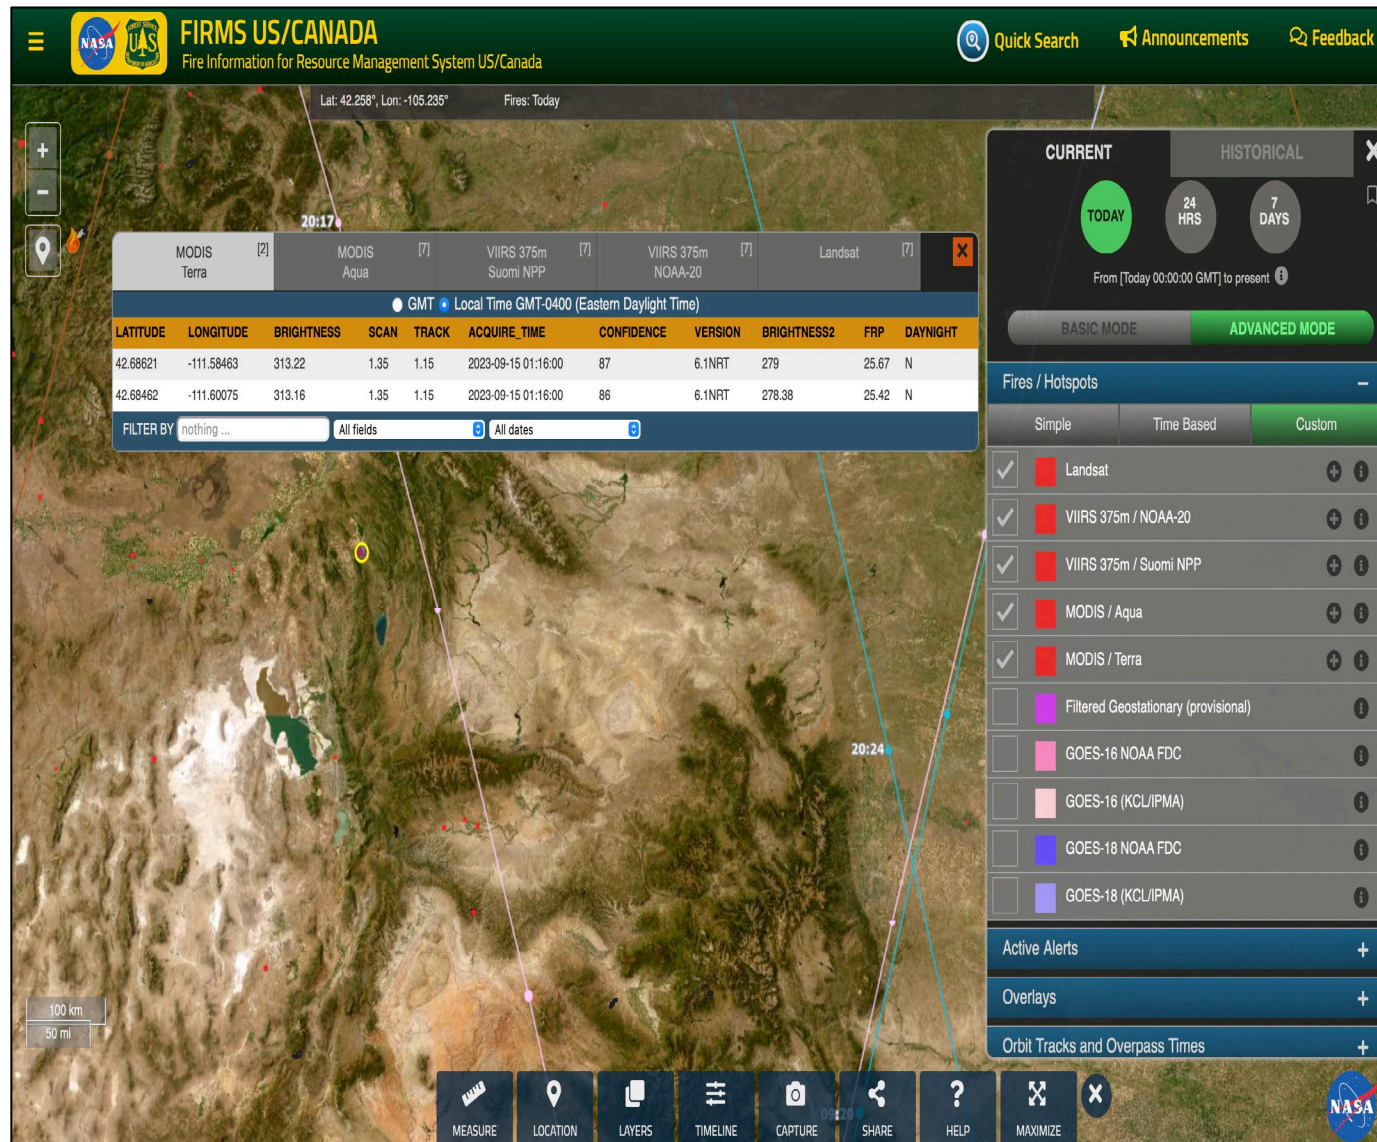 FIRMS US/CANADA
Fire Information for Resource Management System US/Canada
Quick Search
Announcements
Feedback
NASA
FOREST SERVICE
UAS
DEPARTMENT OF AGRICULTURE
Lat: 42.258°, Lon: -105.235° Fires: Today
+
-
20:17
MODIS Terra [2]
MODIS Aqua [7]
VIIRS 375m Suomi NPP [7]
VIIRS 375m NOAA-20 [7]
Landsat [7]
X
GMT Local Time GMT-0400 (Eastern Daylight Time)
LATITUDE LONGITUDE BRIGHTNESS SCAN TRACK ACQUIRE_TIME CONFIDENCE VERSION BRIGHTNESS2 FRP DAYNIGHT
42.68621 -111.58463 313.22 1.35 1.15 2023-09-15 01:16:00 87 6.1NRT 279 25.67 N
42.68462 -111.60075 313.16 1.35 1.15 2023-09-15 01:16:00 86 6.1NRT 278.38 25.42 N
FILTER BY nothing ... All fields All dates
CURRENT HISTORICAL
TODAY
24 HRS
7 DAYS
From [Today 00:00:00 GMT] to present
BASIC MODE ADVANCED MODE
Fires / Hotspots
Simple Time Based Custom
Landsat
VIIRS 375m / NOAA-20
VIIRS 375m / Suomi NPP
MODIS / Aqua
MODIS / Terra
Filtered Geostationary (provisional)
GOES-16 NOAA FDC
GOES-16 (KCL/IPMA)
GOES-18 NOAA FDC
GOES-18 (KCL/IPMA)
Active Alerts
Overlays
Orbit Tracks and Overpass Times
20:24
100 km
50 mi
09:20
MEASURE
LOCATION
LAYERS
TIMELINE
CAPTURE
SHARE
HELP
MAXIMIZE
NASA